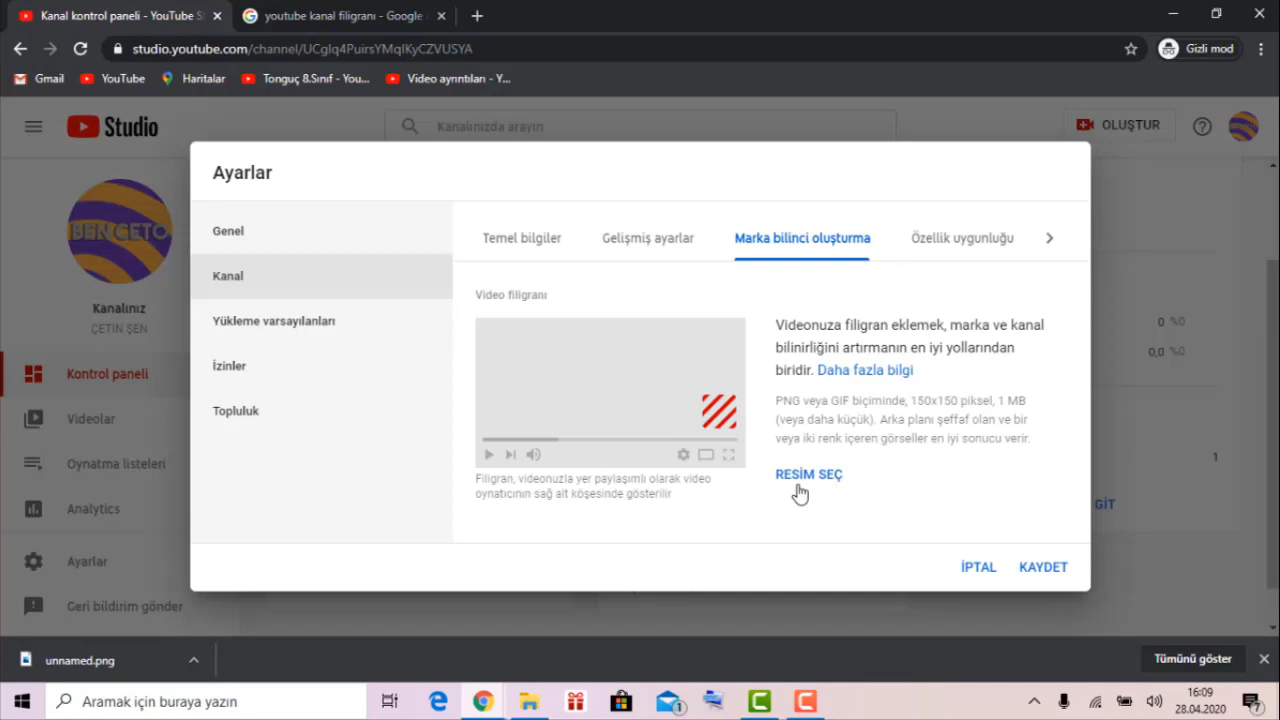 Kanal kontrol paneli - YouTube S
youtube kanal filigranı - Google
studio.youtube.com/channel/UCglq4PuirsYMqIKyCZVUSYA
Gizli mod
Gmail
YouTube
Haritalar
Tonguç 8.Sınıf - You...
Video ayrıntıları - Y...
Studio
Kanalınızda arayın
OLUŞTUR
BEN CETO
Kanalınız
ÇETİN ŞEN
Kontrol paneli
Videolar
Oynatma listeleri
Analytics
Ayarlar
Geri bildirim gönder
Ayarlar
Genel
Kanal
Yükleme varsayılanları
İzinler
Topluluk
Temel bilgiler
Gelişmiş ayarlar
Marka bilinci oluşturma
Özellik uygunluğu
Video filigranı
Filigran, videonuzla yer paylaşımlı olarak video
oynatıcının sağ alt köşesinde gösterilir
Videonuza filigran eklemek, marka ve kanal
bilinirliğini artırmanın en iyi yollarından
biridir. Daha fazla bilgi
PNG veya GIF biçiminde, 150x150 piksel, 1 MB
(veya daha küçük). Arka planı şeffaf olan ve bir
veya iki renk içeren görseller en iyi sonucu verir.
RESİM SEÇ
İPTAL
KAYDET
0 %0
0,0 %0
1
GİT
unnamed.png
Tümünü göster
Aramak için buraya yazın
1
16:09
28.04.2020
7